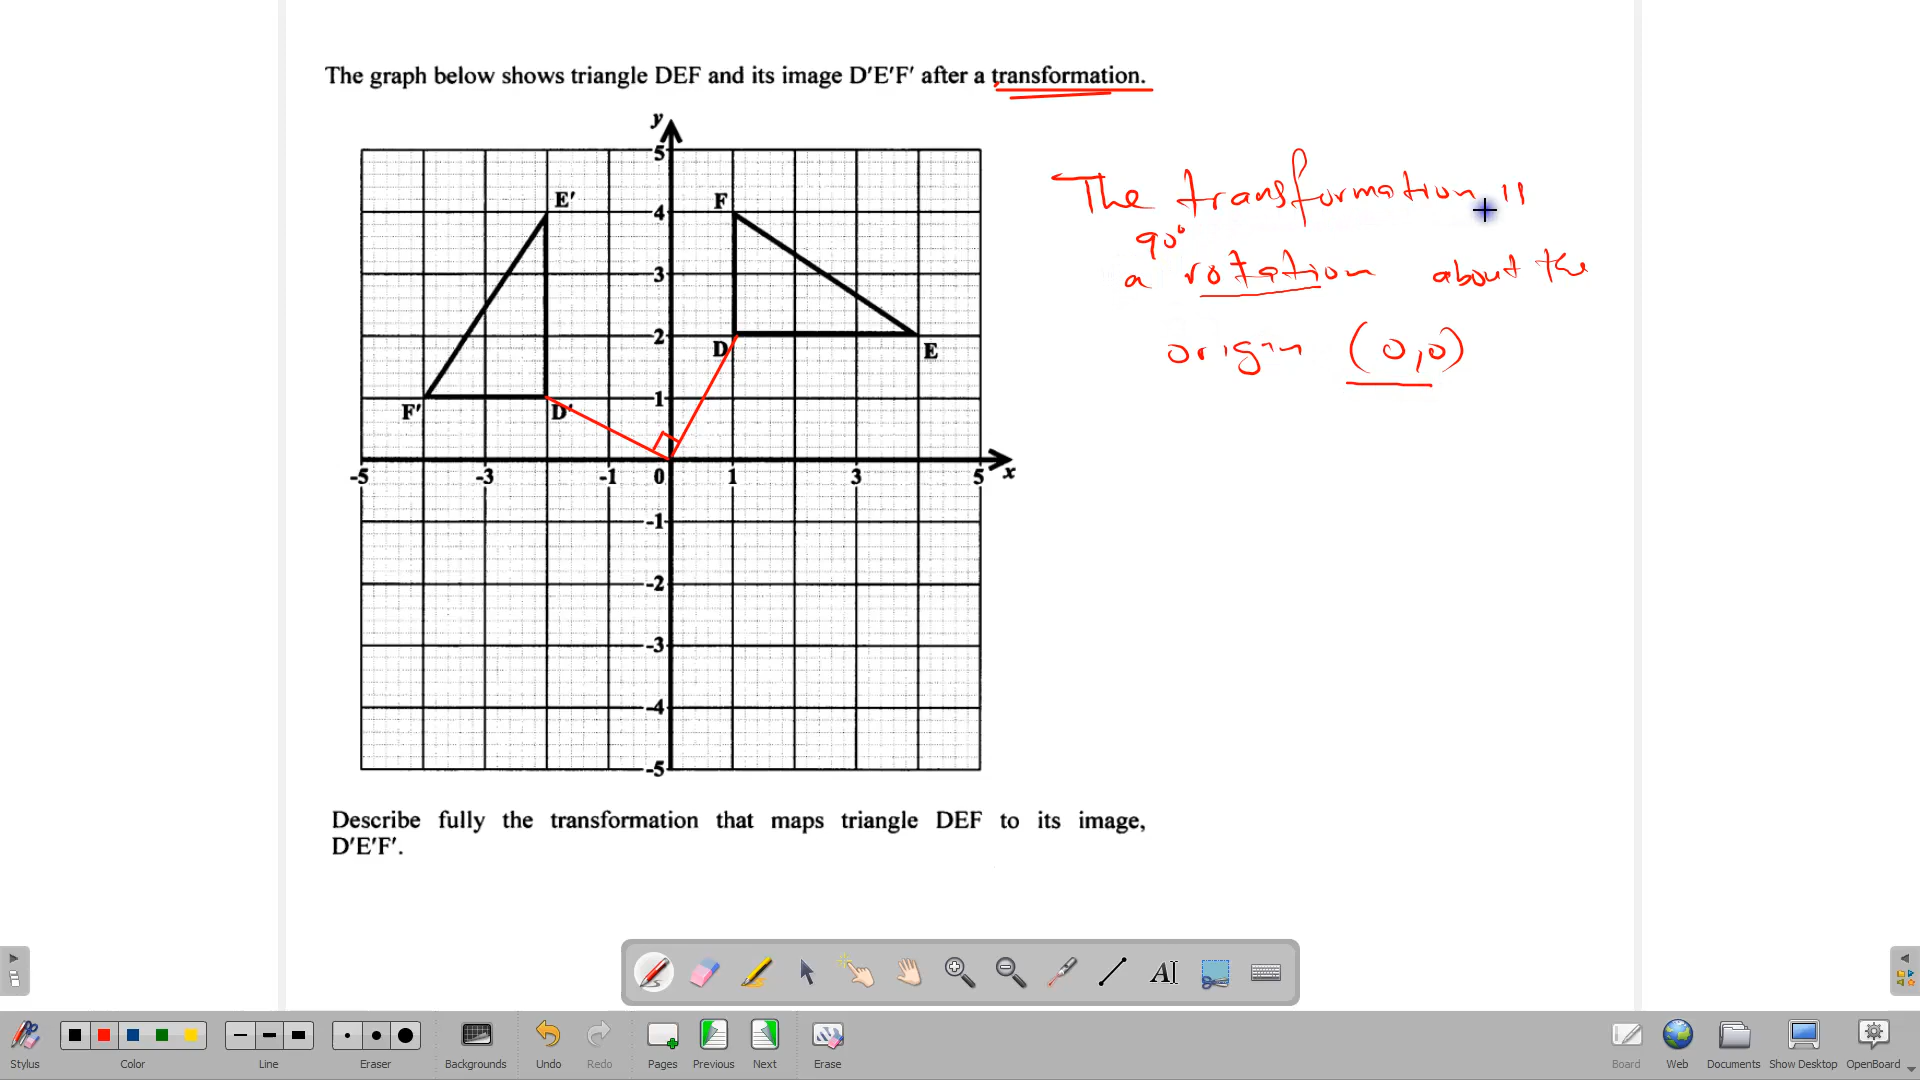 The graph below shows triangle DEF and its image D'E'F' after a transformation.
y
5
E'
F
4
3
2
D
E
1
F'
D'
-5
-3
-1
0
1
3
5
x
-1
-2
-3
-4
-5
The transformation is
90°
a rotation about the
origin (0,0)
Describe fully the transformation that maps triangle DEF to its image,
D'E'F'.
AI
Stylus
Color
Line
Eraser
Backgrounds
Undo
Redo
Pages
Previous
Next
Erase
Board
Web
Documents
Show Desktop
OpenBoard